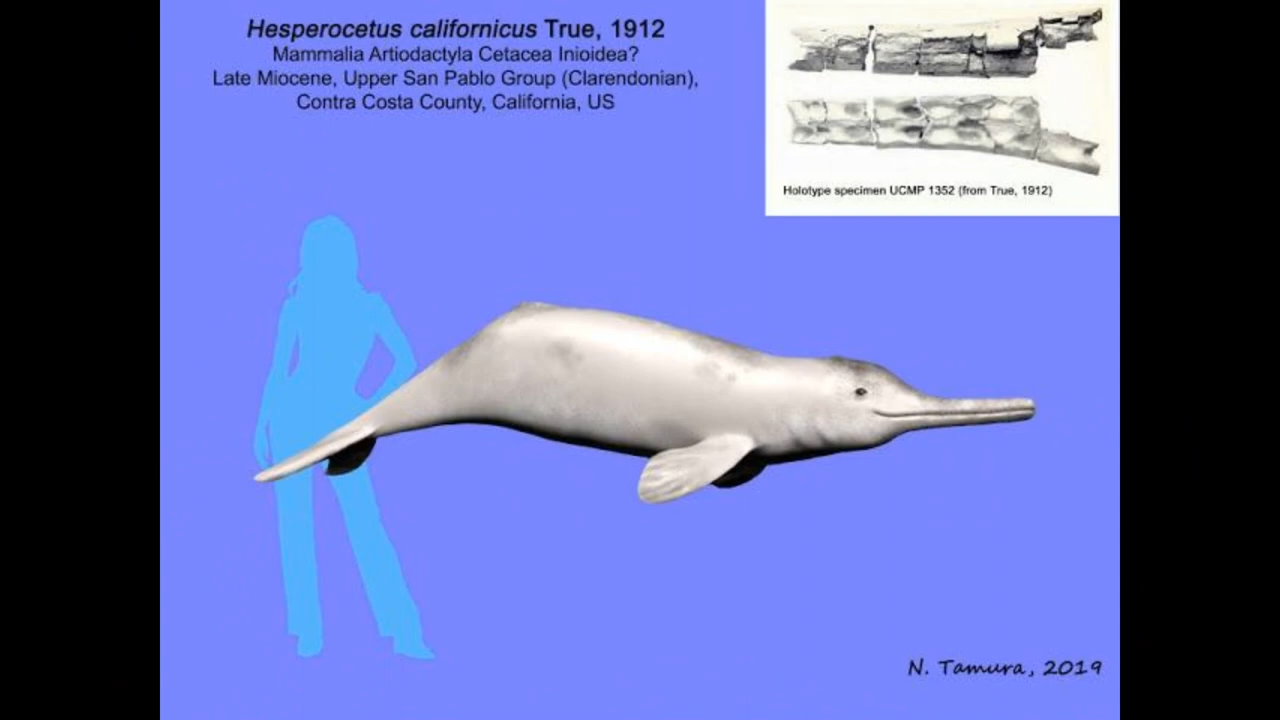 Hesperocetus californicus True, 1912
Mammalia Artiodactyla Cetacea Inioidea?
Late Miocene, Upper San Pablo Group (Clarendonian),
Contra Costa County, California, US
Holotype specimen UCMP 1352 (from True, 1912)
N. Tamura, 2019